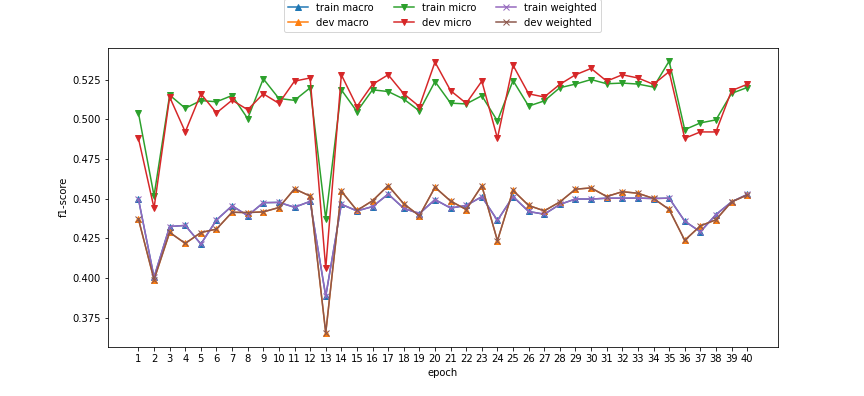 train macro train micro train weighted
dev macro dev micro dev weighted
0.525
0.500
0.475
0.450
0.425
0.400
0.375
f1-score
1 2 3 4 5 6 7 8 9 10 11 12 13 14 15 16 17 18 19 20 21 22 23 24 25 26 27 28 29 30 31 32 33 34 35 36 37 38 39 40
epoch